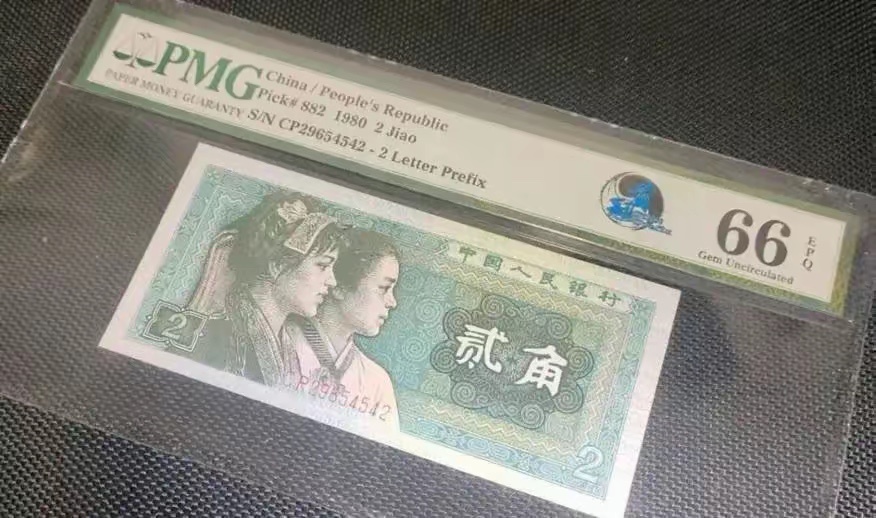 PMG
PAPER MONEY GUARANTY
China / People's Republic
Pick# 882 1980 2 Jiao
S/N CP29654542 - 2 Letter Prefix
66
EPQ
Gem Uncirculated
中国人民银行
贰角
2
CP29654542
2